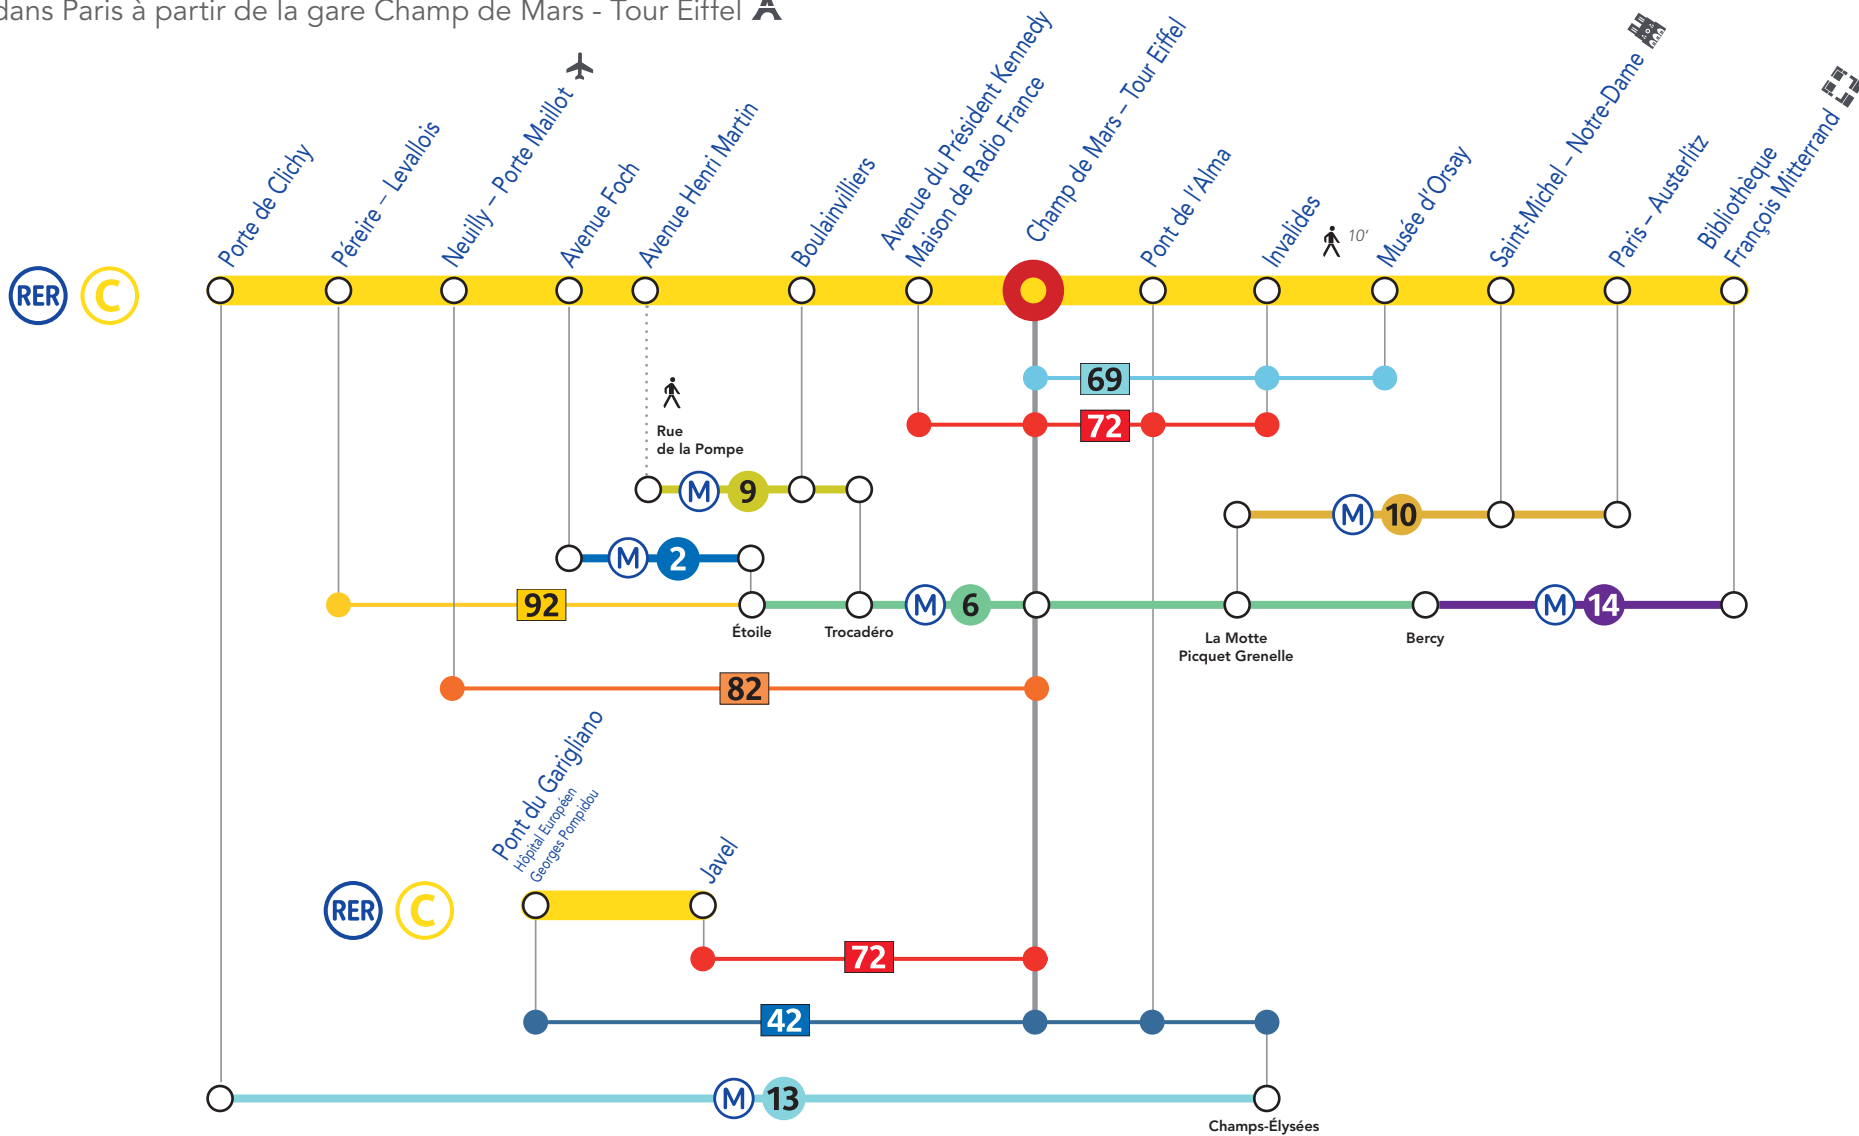 dans Paris à partir de la gare Champ de Mars - Tour Eiffel
Porte de Clichy
Péreire – Levallois
Neuilly – Porte Maillot
Avenue Foch
Avenue Henri Martin
Boulainvilliers
Avenue du Président Kennedy
Maison de Radio France
Champ de Mars – Tour Eiffel
Pont de l'Alma
Invalides
10'
Musée d'Orsay
Saint-Michel – Notre-Dame
Paris – Austerlitz
Bibliothèque
François Mitterrand
RER C
69
72
Rue
de la Pompe
M 9
M 10
M 2
92
M 6
M 14
Étoile
Trocadéro
La Motte
Picquet Grenelle
Bercy
82
Pont du Garigliano
Hôpital Européen
Georges Pompidou
Javel
RER C
72
42
M 13
Champs-Élysées